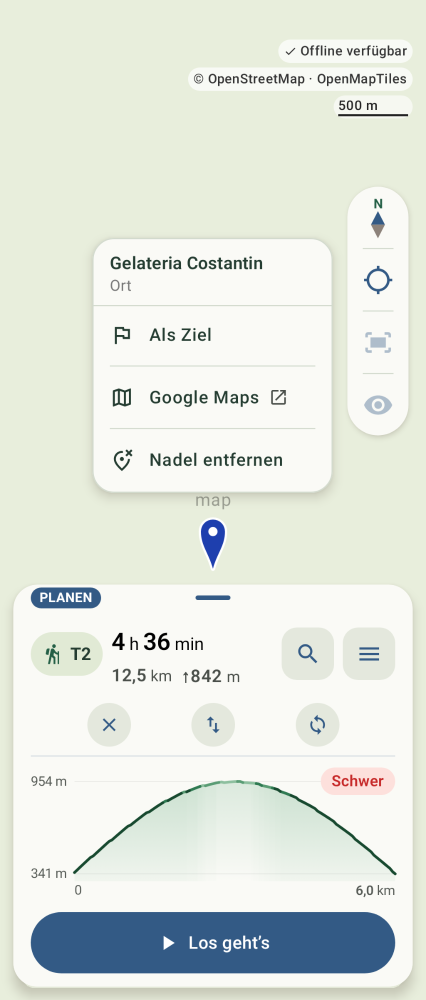 Offline verfügbar
© OpenStreetMap · OpenMapTiles
500 m
N
Gelateria Costantin
Ort
Als Ziel
Google Maps
Nadel entfernen
map
PLANEN
T2
4 h 36 min
12,5 km ↑842 m
954 m
Schwer
341 m
0
6,0 km
Los geht's